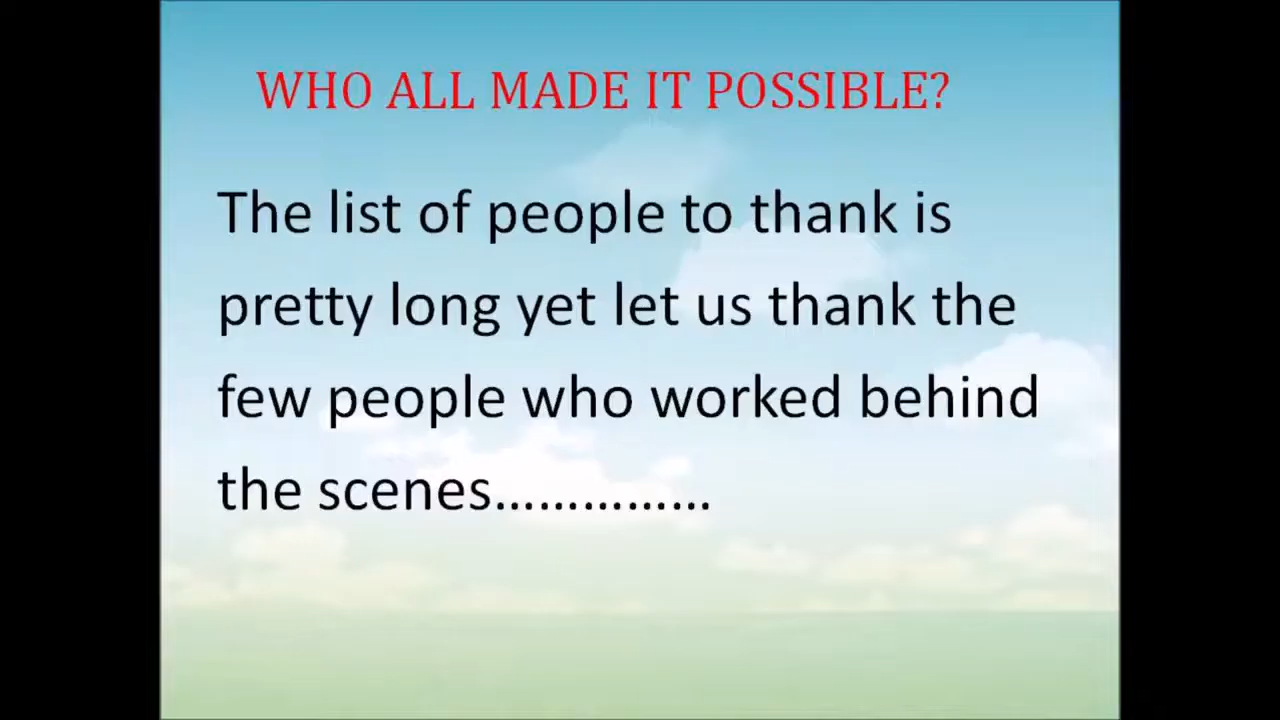 WHO ALL MADE IT POSSIBLE?
The list of people to thank is
pretty long yet let us thank the
few people who worked behind
the scenes……………